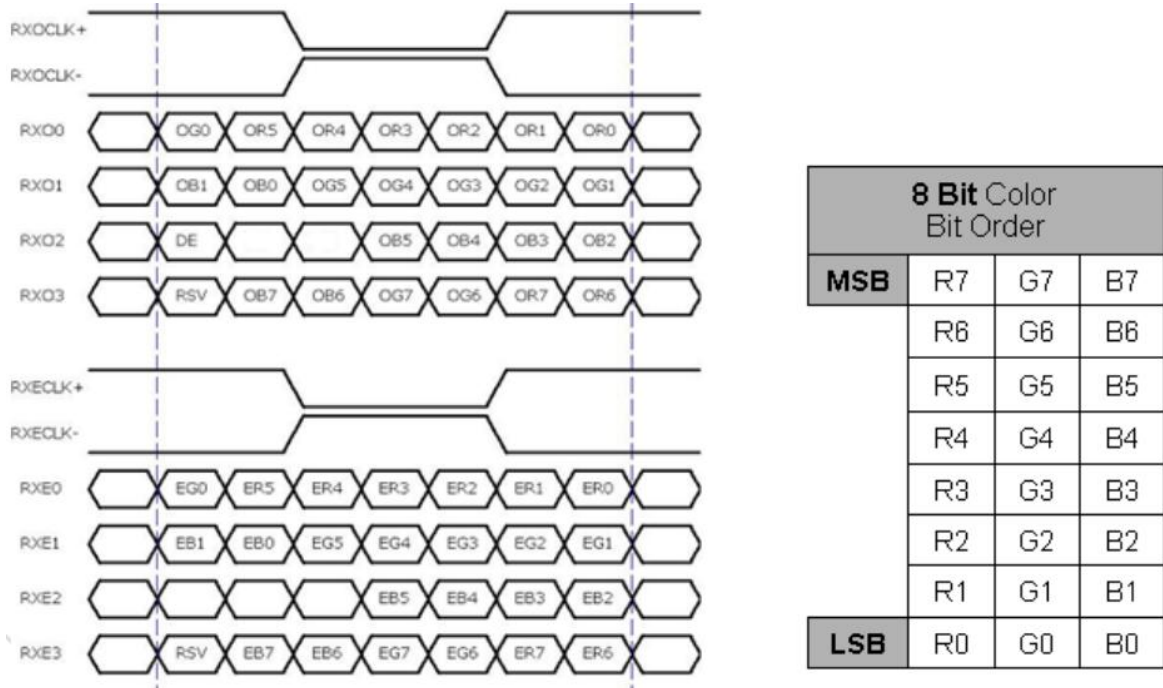 RXOCLK+
RXOCLK-
RXO0 OG0 OR5 OR4 OR3 OR2 OR1 OR0
RXO1 OB1 OB0 OG5 OG4 OG3 OG2 OG1
RXO2 DE OB5 OB4 OB3 OB2
RXO3 RSV OB7 OB6 OG7 OG6 OR7 OR6
RXECLK+
RXECLK-
RXE0 EG0 ER5 ER4 ER3 ER2 ER1 ER0
RXE1 EB1 EB0 EG5 EG4 EG3 EG2 EG1
RXE2 EB5 EB4 EB3 EB2
RXE3 RSV EB7 EB6 EG7 EG6 ER7 ER6
8 Bit Color
Bit Order
MSB R7 G7 B7
R6 G6 B6
R5 G5 B5
R4 G4 B4
R3 G3 B3
R2 G2 B2
R1 G1 B1
LSB R0 G0 B0